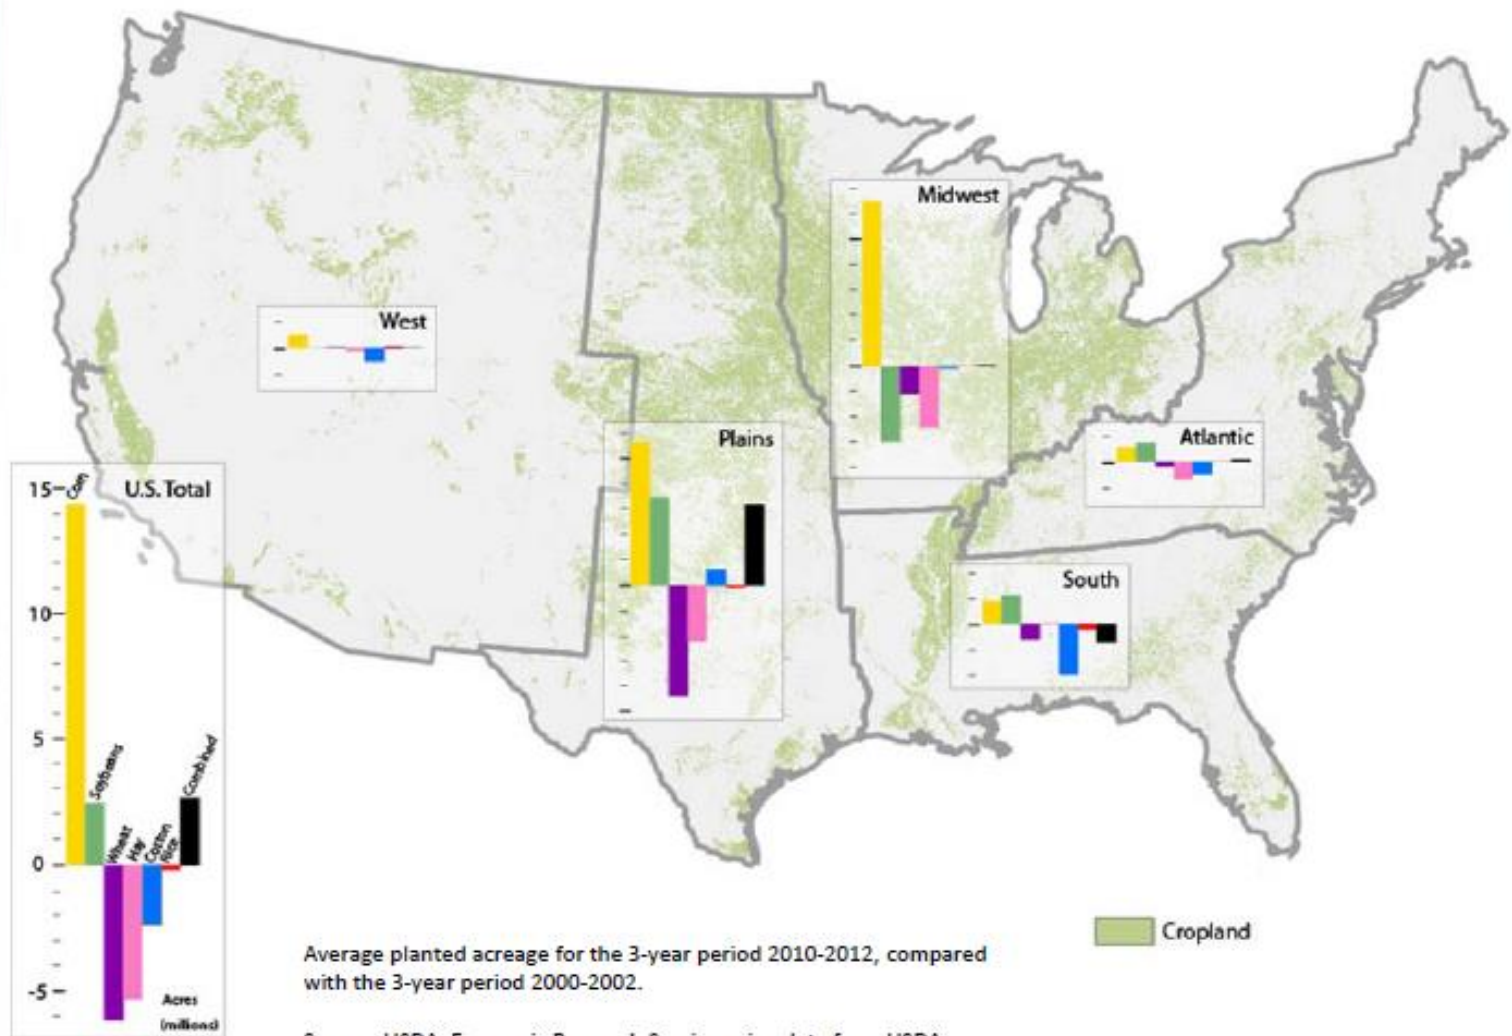 Midwest
West
Plains
Atlantic
South
U.S. Total
15
Corn
10
5
Soybeans
Wheat
Hay
Cotton
Rice
Combined
0
-5
Acres
(millions)
Cropland
Average planted acreage for the 3-year period 2010-2012, compared
with the 3-year period 2000-2002.